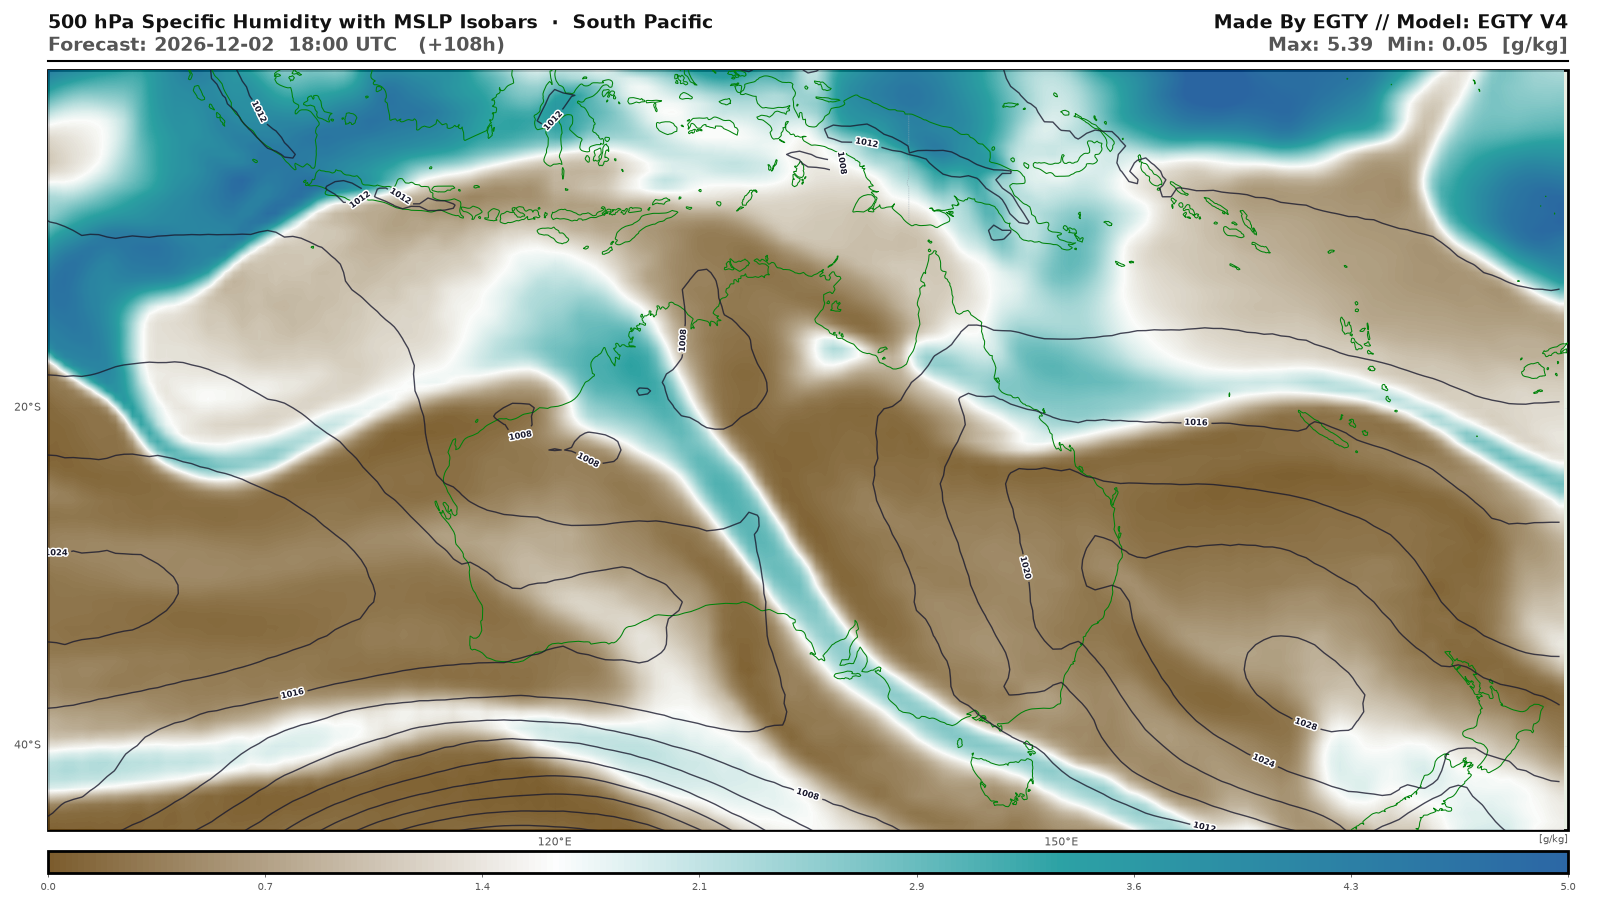 500 hPa Specific Humidity with MSLP Isobars · South Pacific
Made By EGTY // Model: EGTY V4
Forecast: 2026-12-02 18:00 UTC (+108h)
Max: 5.39 Min: 0.05 [g/kg]
1012
1012
1012
1008
1012
1012
1008
20°S
1016
1008
1008
1024
1020
1016
1028
40°S
1024
1008
1012
120°E
150°E
[g/kg]
0.0
0.7
1.4
2.1
2.9
3.6
4.3
5.0